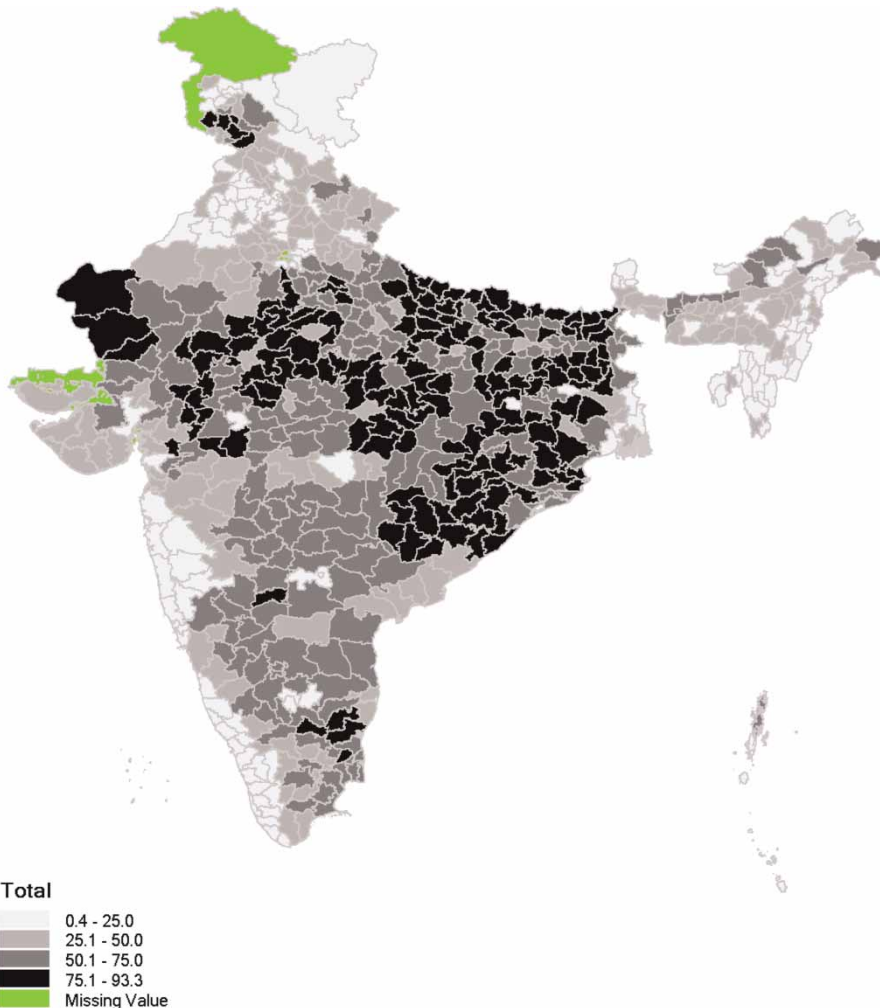 Total
0.4 - 25.0
25.1 - 50.0
50.1 - 75.0
75.1 - 93.3
Missing Value